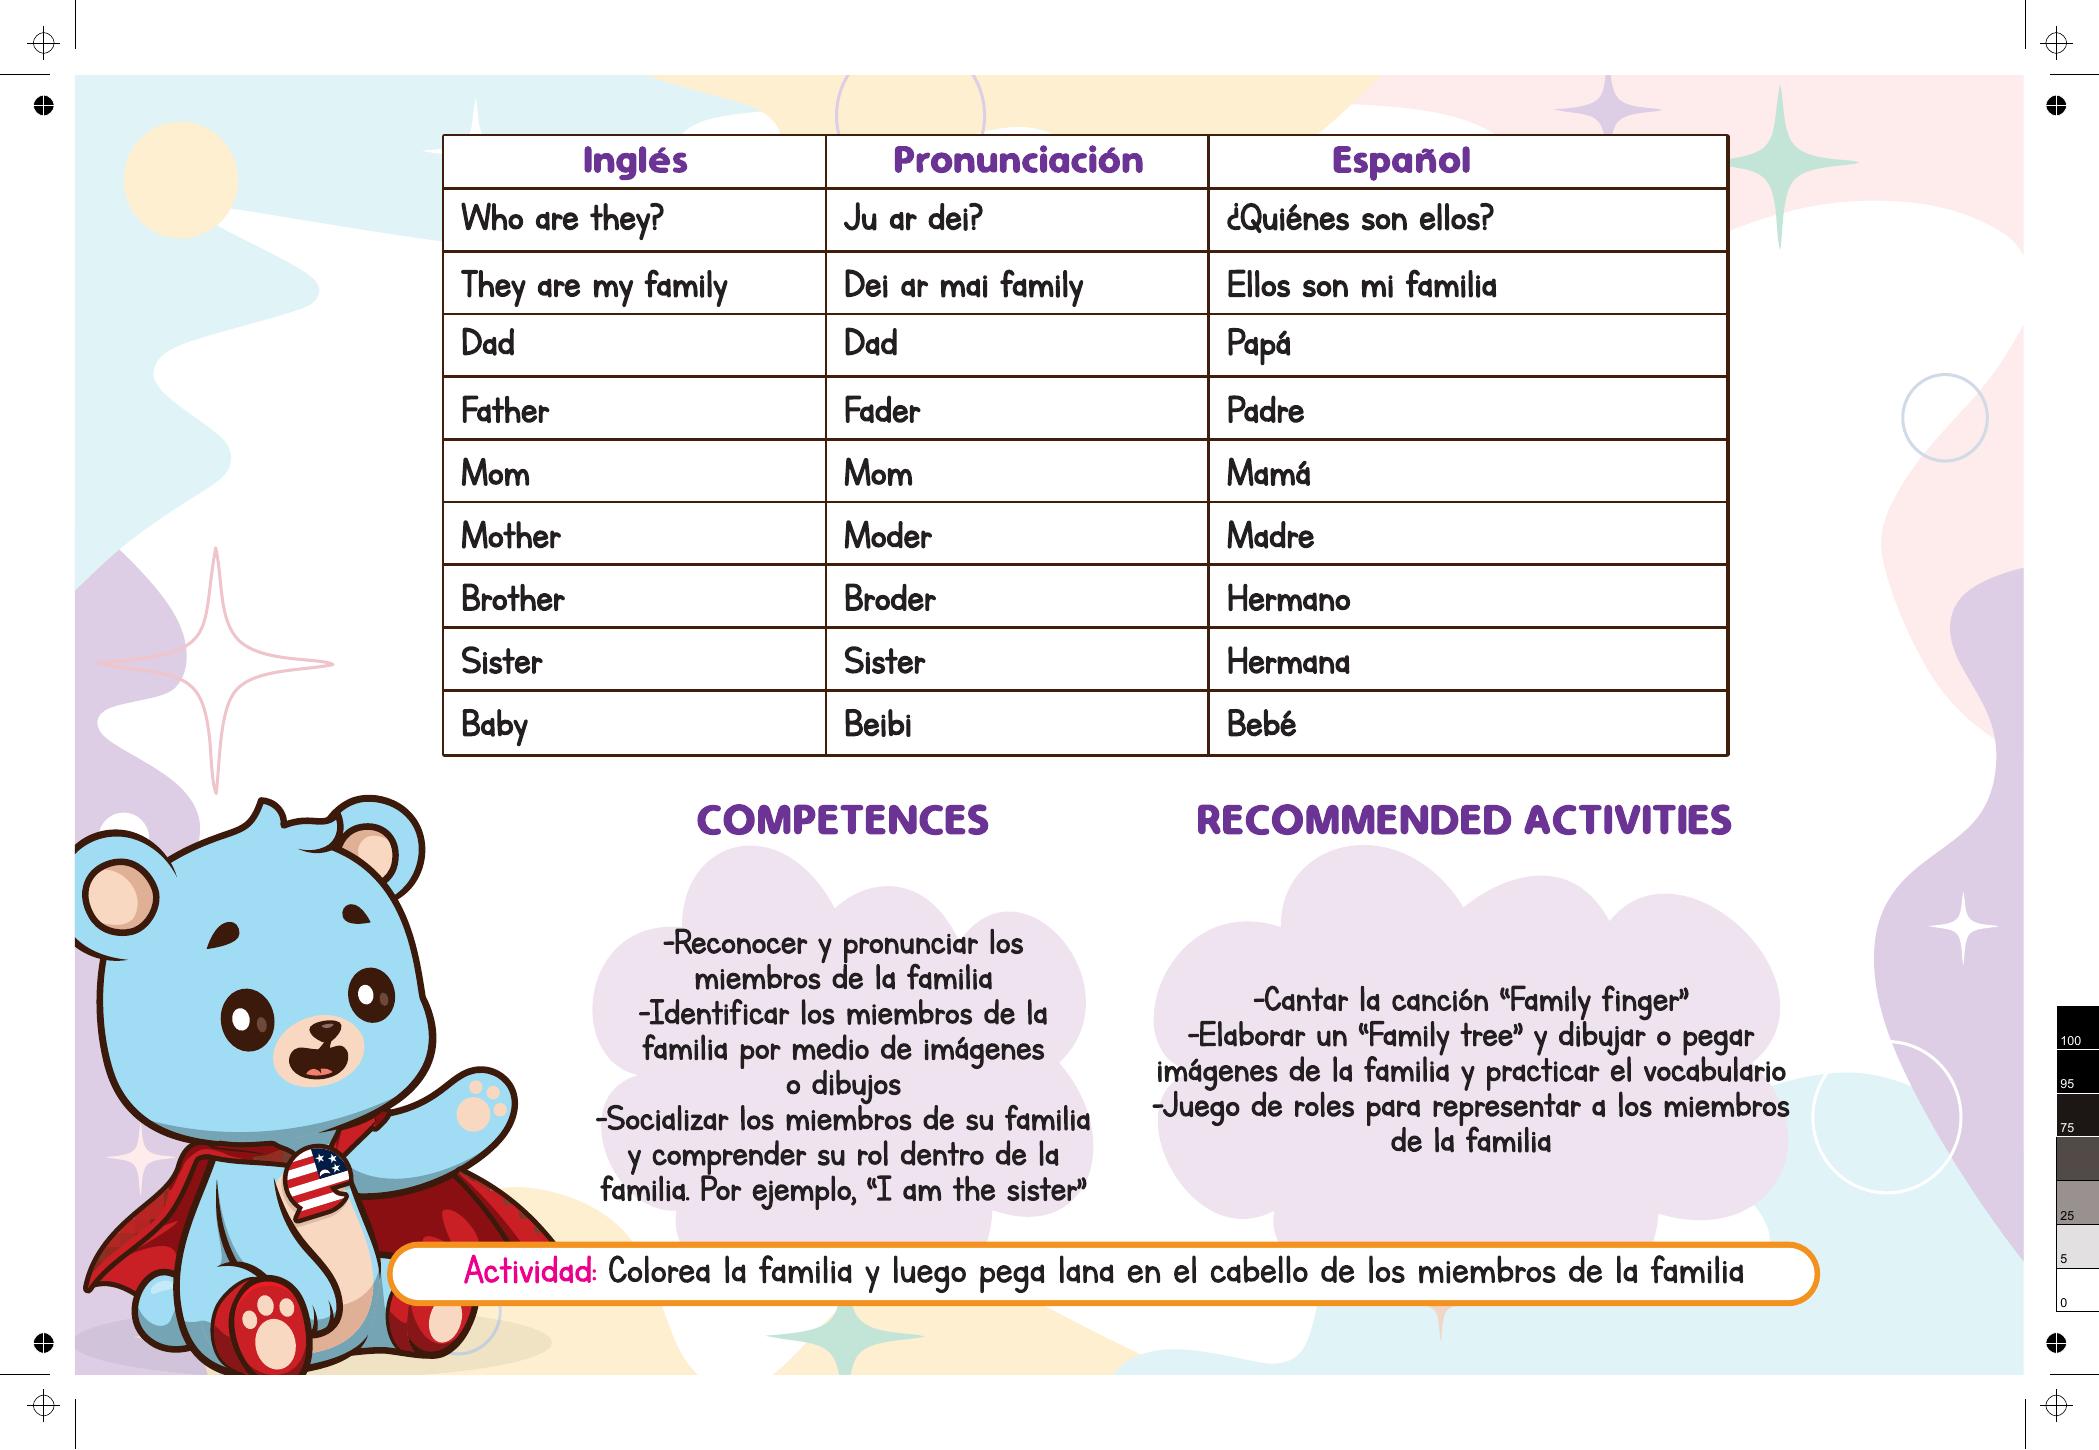 Inglés Pronunciación Español
Who are they? Ju ar dei? ¿Quiénes son ellos?
They are my family Dei ar mai family Ellos son mi familia
Dad Dad Papá
Father Fader Padre
Mom Mom Mamá
Mother Moder Madre
Brother Broder Hermano
Sister Sister Hermana
Baby Beibi Bebé
COMPETENCES
-Reconocer y pronunciar los
miembros de la familia
-Identificar los miembros de la
familia por medio de imágenes
o dibujos
-Socializar los miembros de su familia
y comprender su rol dentro de la
familia. Por ejemplo, “I am the sister”
RECOMMENDED ACTIVITIES
-Cantar la canción “Family finger”
-Elaborar un “Family tree” y dibujar o pegar
imágenes de la familia y practicar el vocabulario
-Juego de roles para representar a los miembros
de la familia
Actividad: Colorea la familia y luego pega lana en el cabello de los miembros de la familia
100
95
75
25
5
0